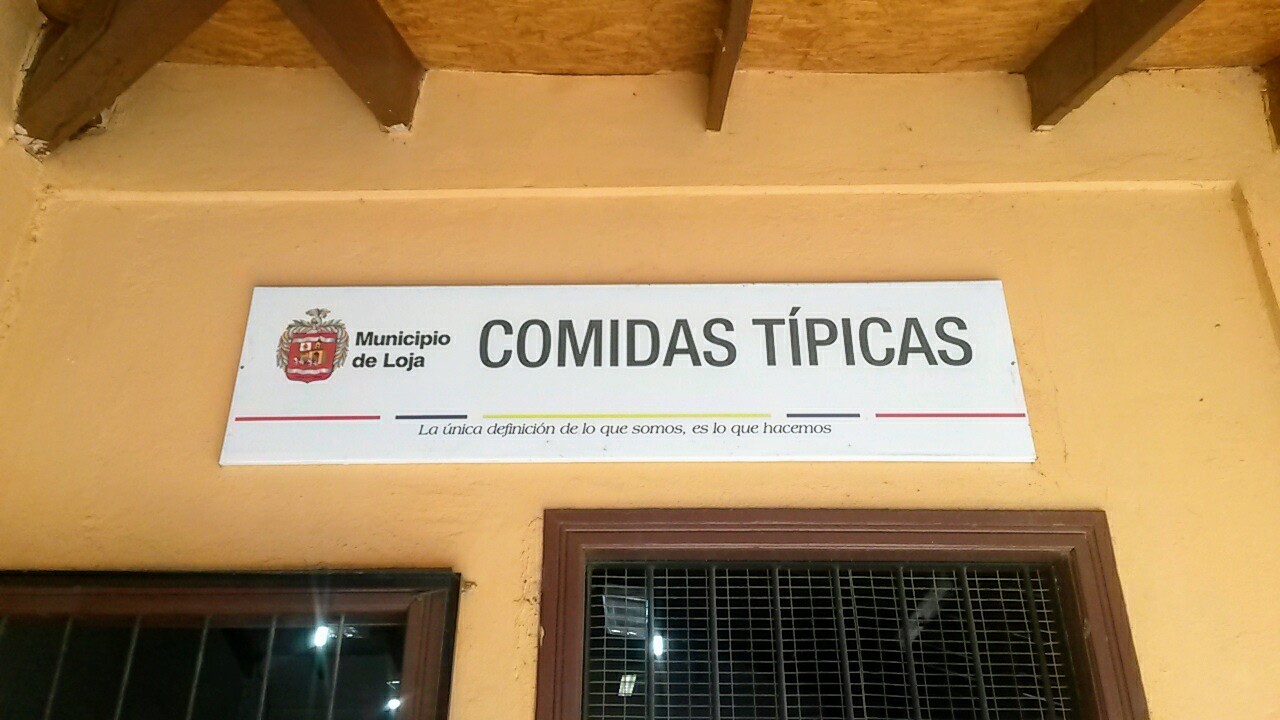 Municipio
de Loja
COMIDAS TÍPICAS
La única definición de lo que somos, es lo que hacemos